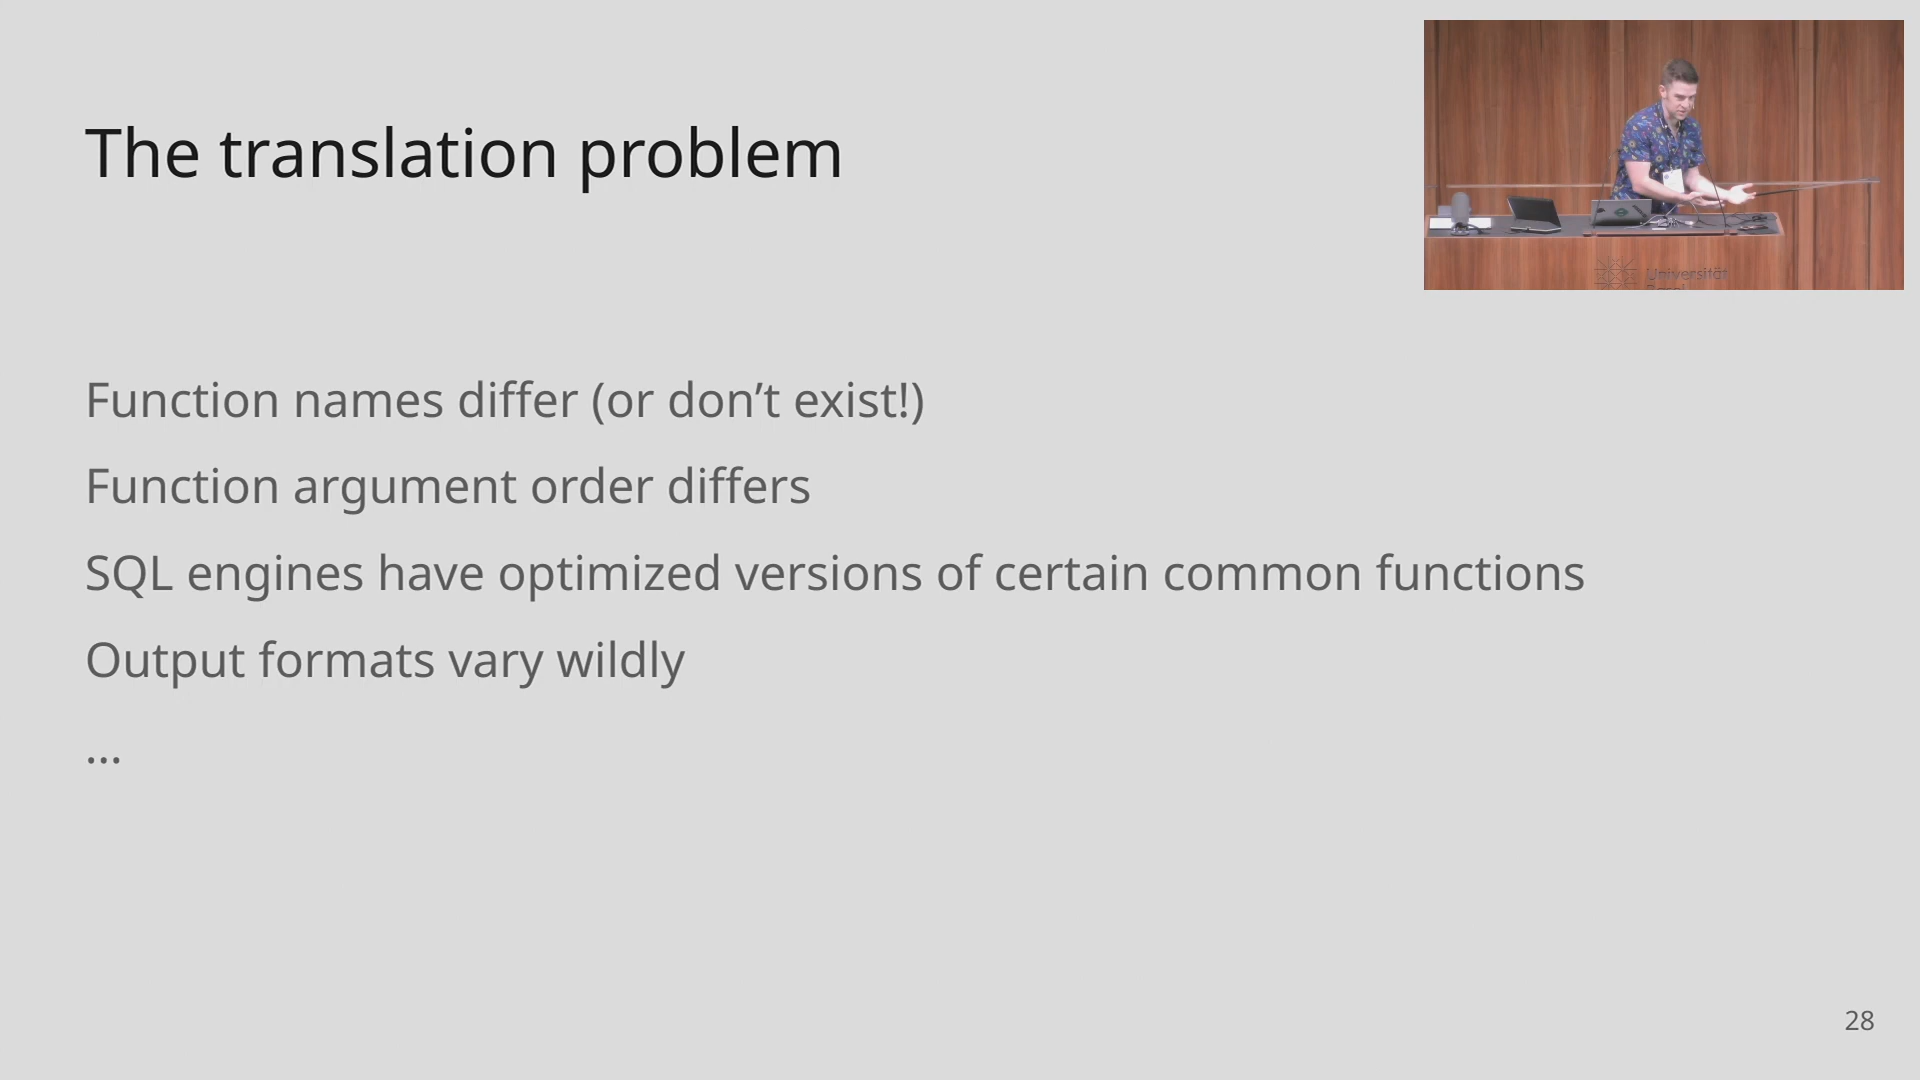 The translation problem
Function names differ (or don’t exist!)
Function argument order differs
SQL engines have optimized versions of certain common functions
Output formats vary wildly
...
Universität
28